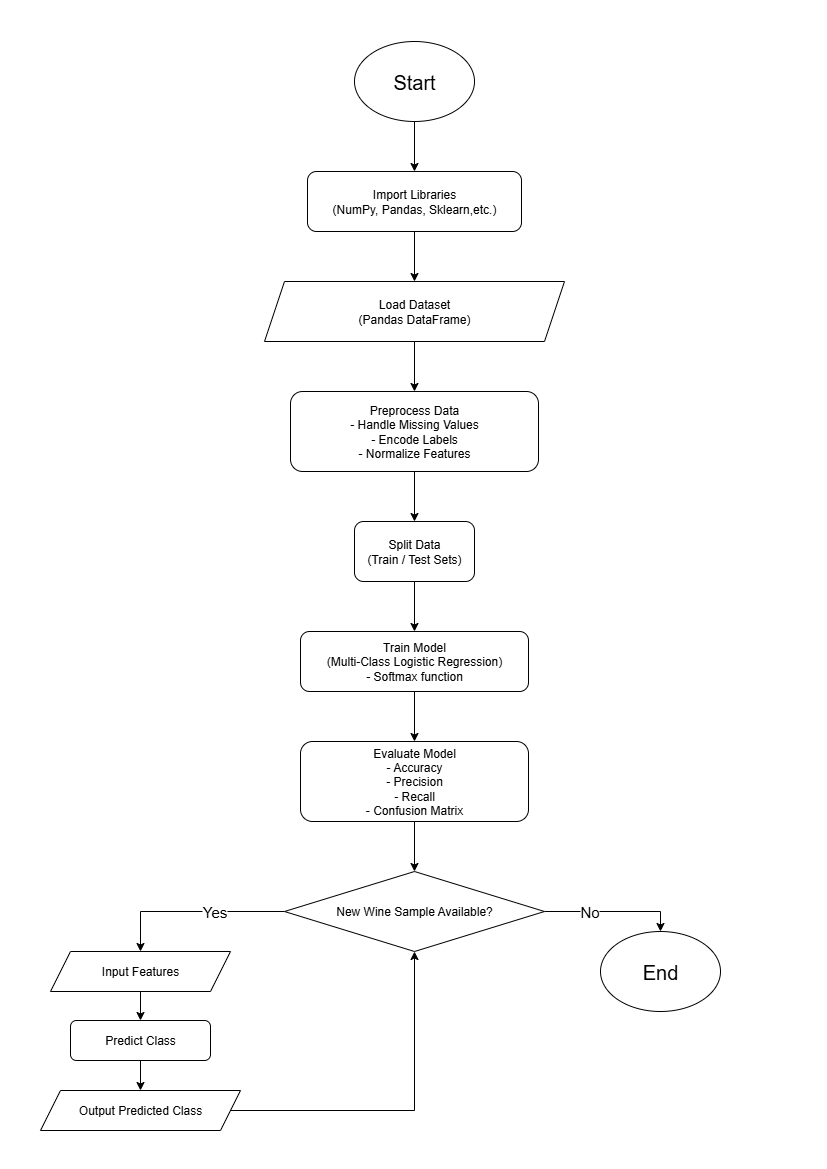 Start
Import Libraries
(NumPy, Pandas, Sklearn,etc.)
Load Dataset
(Pandas DataFrame)
Preprocess Data
- Handle Missing Values
- Encode Labels
- Normalize Features
Split Data
(Train / Test Sets)
Train Model
(Multi-Class Logistic Regression)
- Softmax function
Evaluate Model
- Accuracy
- Precision
- Recall
- Confusion Matrix
New Wine Sample Available?
Yes
No
Input Features
End
Predict Class
Output Predicted Class